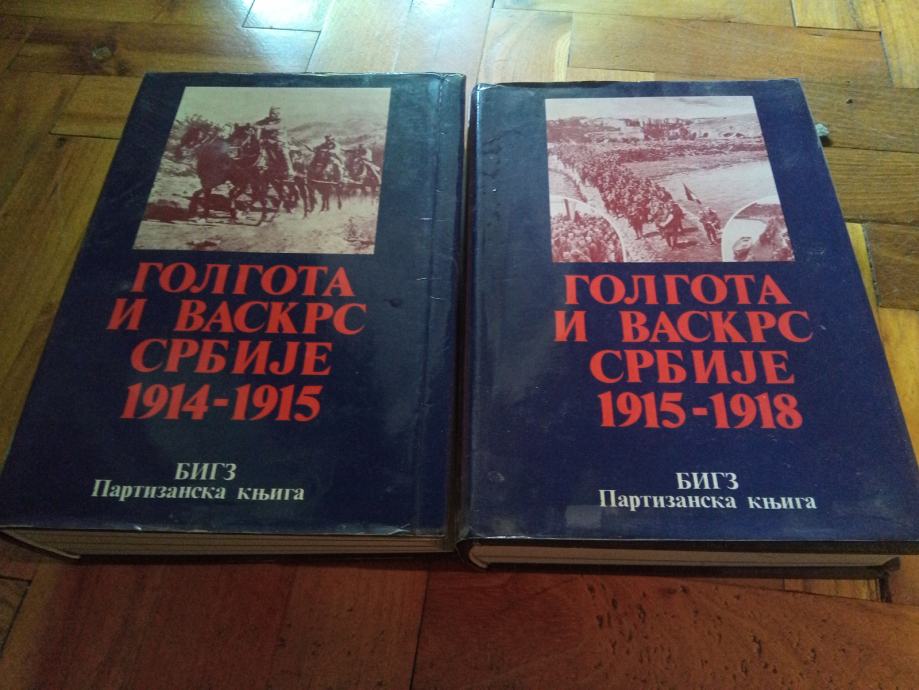 ГОЛГОТА
И ВАСКРС
СРБИЈЕ
1914-1915
БИГЗ
Партизанска књига
ГОЛГОТА
И ВАСКРС
СРБИЈЕ
1915-1918
БИГЗ
Партизанска књига